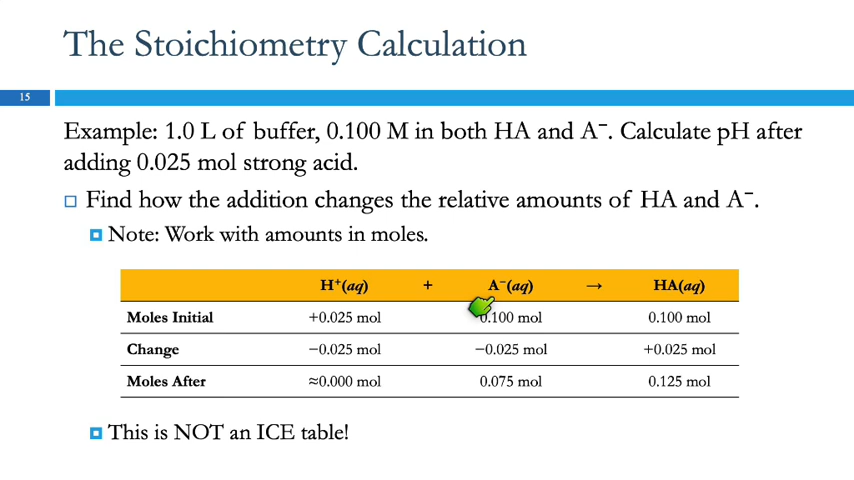 The Stoichiometry Calculation
15
Example: 1.0 L of buffer, 0.100 M in both HA and A⁻. Calculate pH after
adding 0.025 mol strong acid.
Find how the addition changes the relative amounts of HA and A⁻.
Note: Work with amounts in moles.
H⁺(aq) + A⁻(aq) → HA(aq)
Moles Initial +0.025 mol 0.100 mol 0.100 mol
Change −0.025 mol −0.025 mol +0.025 mol
Moles After ≈0.000 mol 0.075 mol 0.125 mol
This is NOT an ICE table!